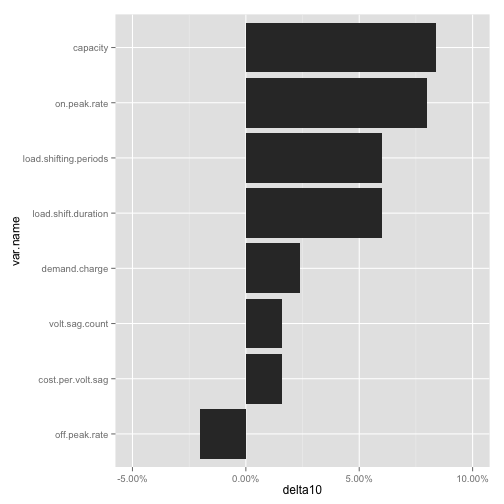 capacity
on.peak.rate
load.shifting.periods
load.shift.duration
demand.charge
volt.sag.count
cost.per.volt.sag
off.peak.rate
var.name
-5.00% 0.00% 5.00% 10.00%
delta10